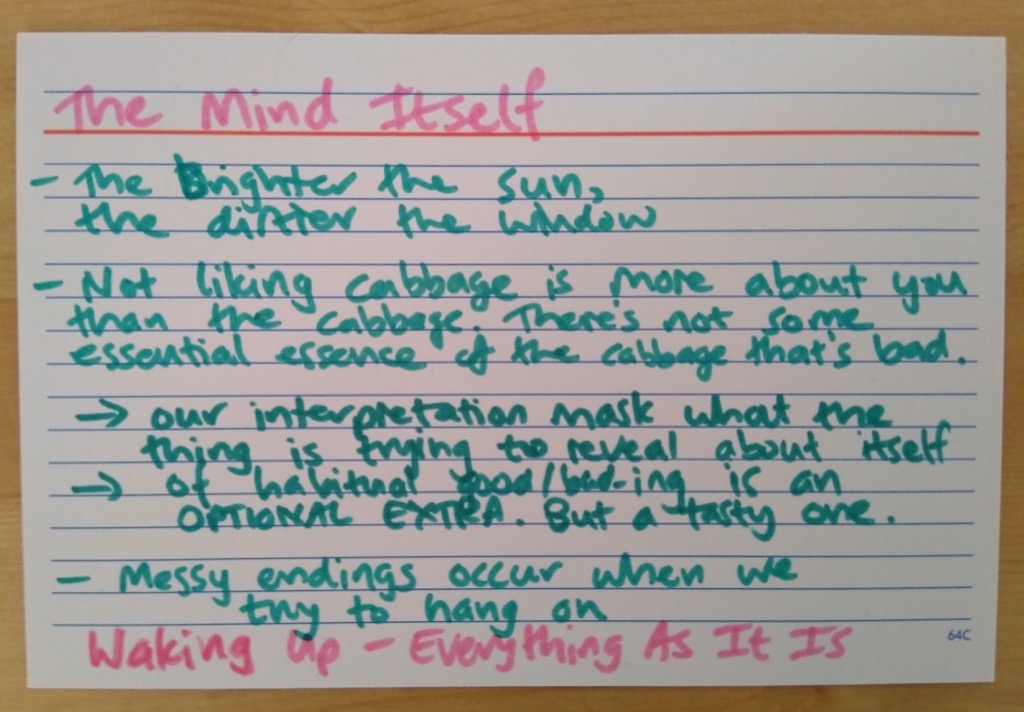 The Mind Itself
- The Brighter the sun,
the dirtier the window
- Not liking cabbage is more about you
than the cabbage. There's not some
essential essence of the cabbage that's bad.
→ our interpretation mask what the
thing is trying to reveal about itself
→ of habitual good/bad-ing is an
OPTIONAL EXTRA. But a tasty one.
- Messy endings occur when we
try to hang on
Waking Up - Everything As It Is
64C